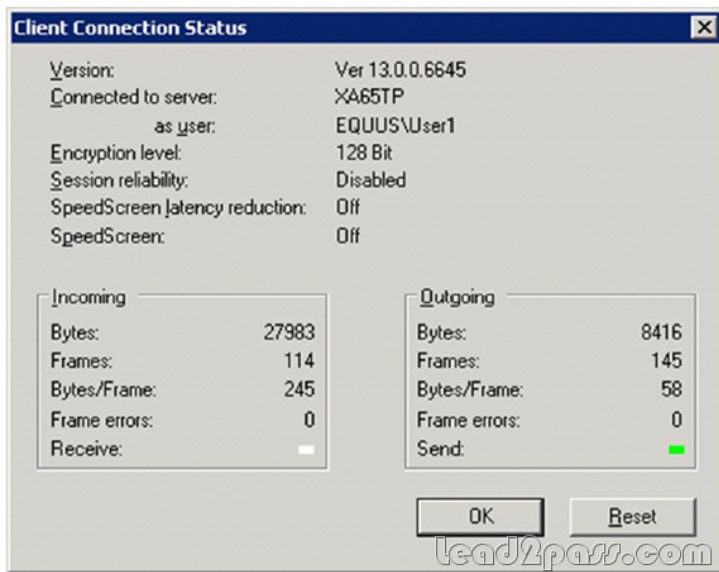 Client Connection Status
Version: Ver 13.0.0.6645
Connected to server: XA65TP
as user: EQUUS\User1
Encryption level: 128 Bit
Session reliability: Disabled
SpeedScreen latency reduction: Off
SpeedScreen: Off
Incoming
Bytes: 27983
Frames: 114
Bytes/Frame: 245
Frame errors: 0
Receive:
Outgoing
Bytes: 8416
Frames: 145
Bytes/Frame: 58
Frame errors: 0
Send:
OK Reset
Lead2pass.com